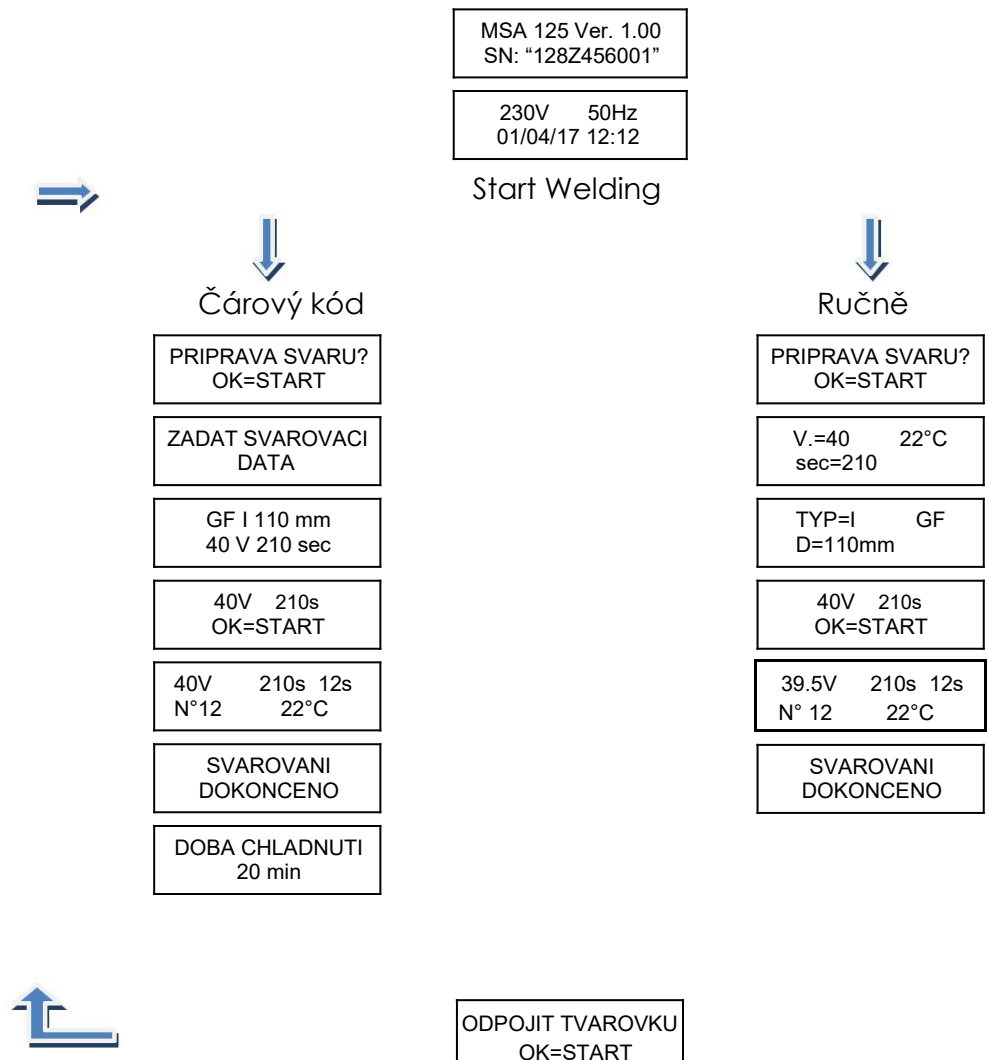 MSA 125 Ver. 1.00
SN: “128Z456001”
230V 50Hz
01/04/17 12:12
Start Welding
Čárový kód
PRIPRAVA SVARU?
OK=START
ZADAT SVAROVACI
DATA
GF I 110 mm
40 V 210 sec
40V 210s
OK=START
40V 210s 12s
N°12 22°C
SVAROVANI
DOKONCENO
DOBA CHLADNUTI
20 min
Ručně
PRIPRAVA SVARU?
OK=START
V.=40 22°C
sec=210
TYP=I GF
D=110mm
40V 210s
OK=START
39.5V 210s 12s
N° 12 22°C
SVAROVANI
DOKONCENO
ODPOJIT TVAROVKU
OK=START